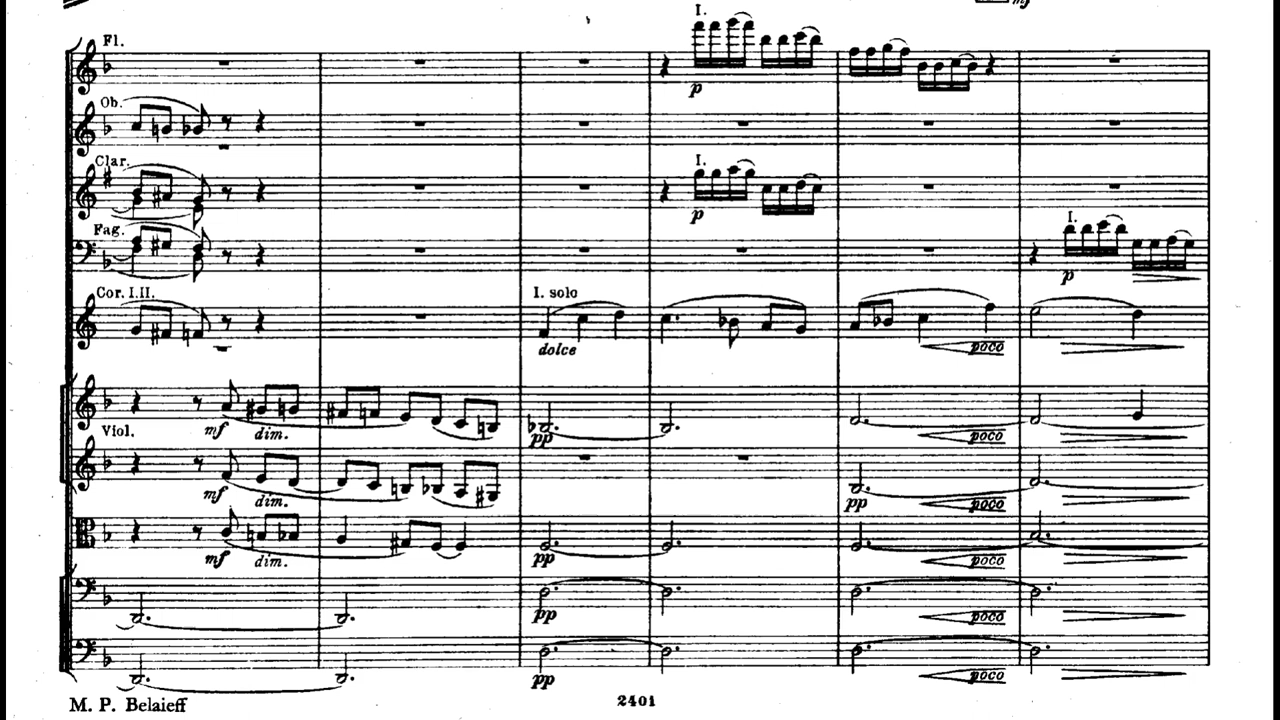 mf
Fl. I.
p
Ob.
Clar. I.
p
Fag. I.
p
Cor. I.II. I. solo
dolce poco
mf dim. pp poco
Viol.
mf dim. pp poco
mf dim. pp poco
pp poco
pp poco
M. P. Belaieff 2401